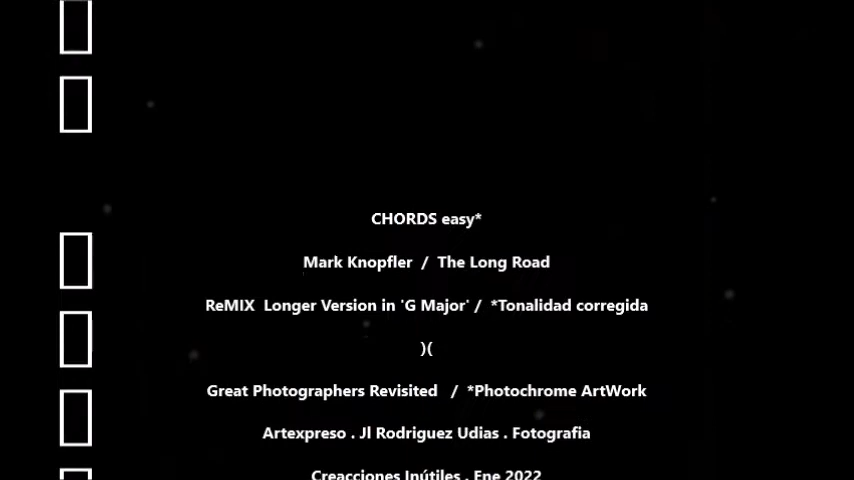 CHORDS easy*
Mark Knopfler / The Long Road
ReMIX Longer Version in 'G Major' / *Tonalidad corregida
)(
Great Photographers Revisited / *Photochrome ArtWork
Artexpreso . Jl Rodriguez Udias . Fotografia
Creacciones Inútiles . Ene 2022